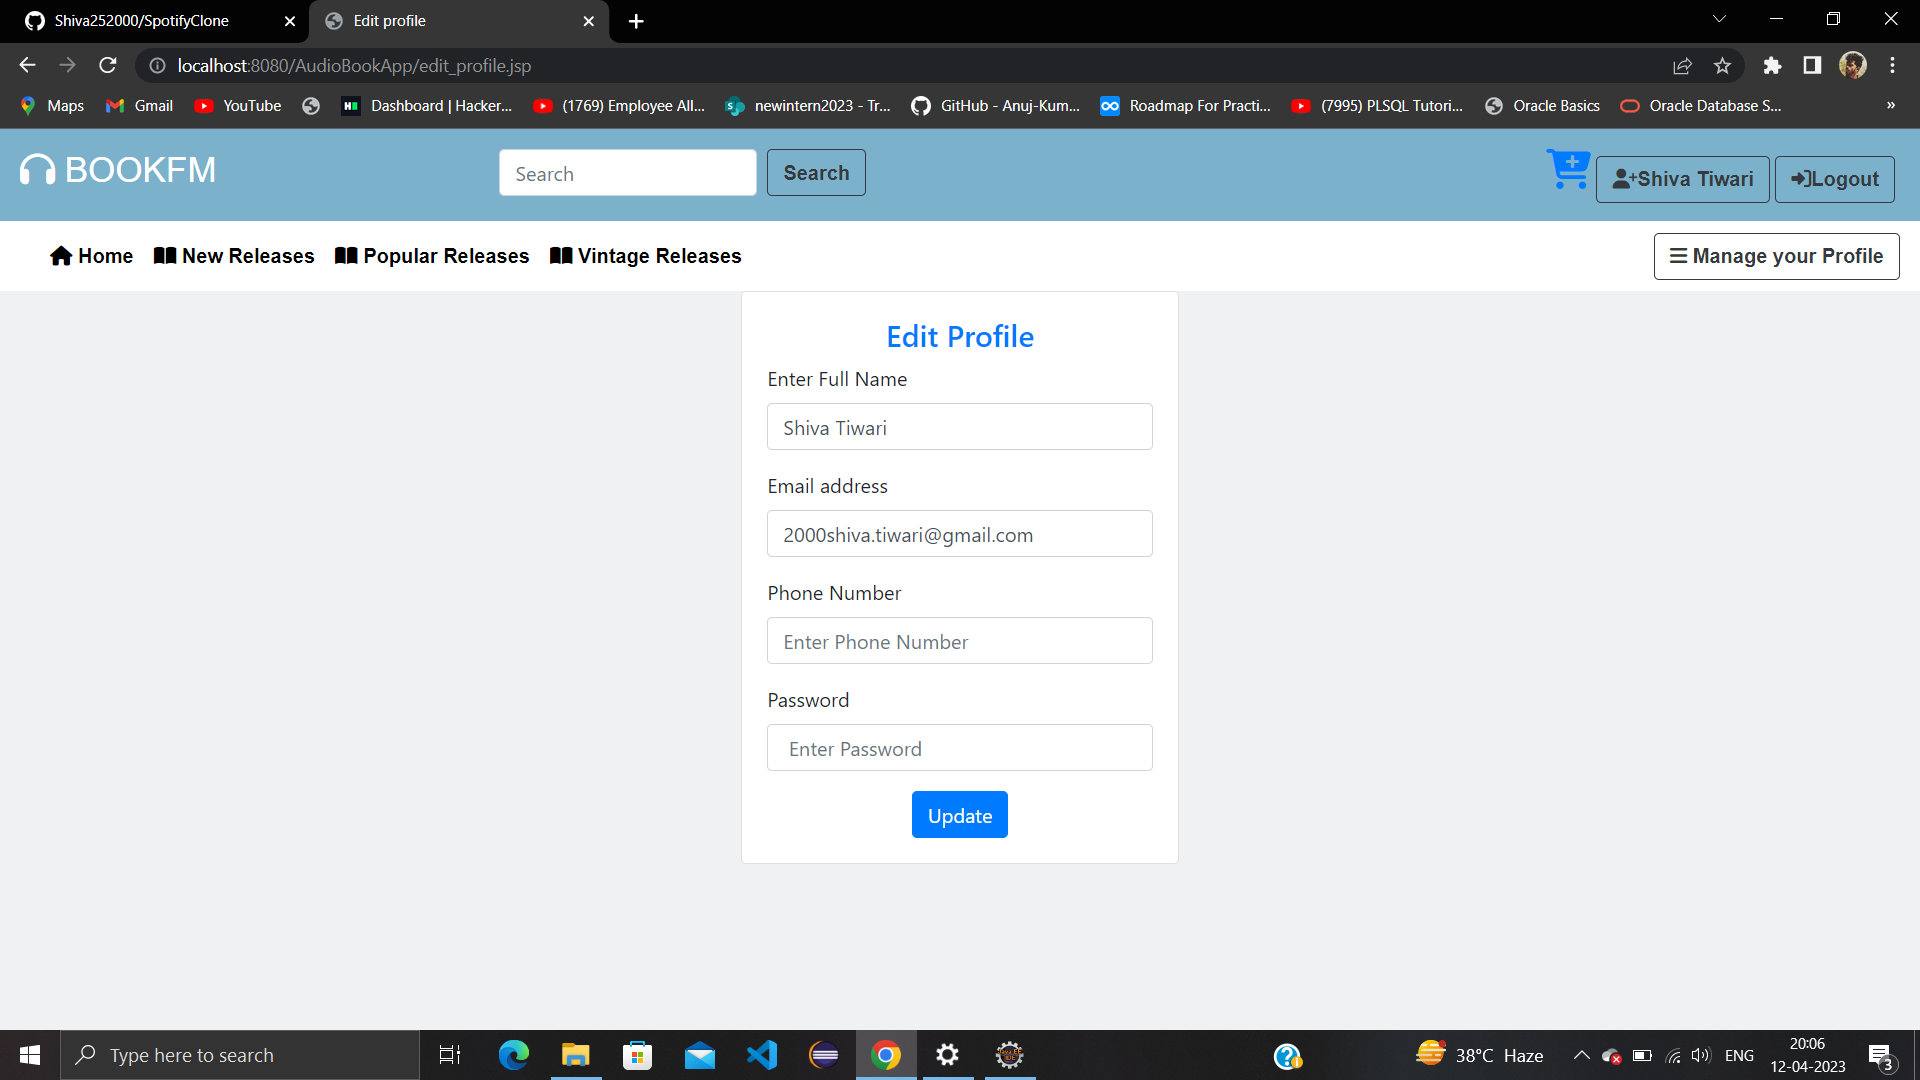 Shiva252000/SpotifyClone
Edit profile
localhost:8080/AudioBookApp/edit_profile.jsp
Maps
Gmail
YouTube
Dashboard | Hacker...
(1769) Employee All...
newintern2023 - Tr...
GitHub - Anuj-Kum...
Roadmap For Practi...
(7995) PLSQL Tutori...
Oracle Basics
Oracle Database S...
»
BOOKFM
Search
Search
Shiva Tiwari
Logout
Home
New Releases
Popular Releases
Vintage Releases
Manage your Profile
Edit Profile
Enter Full Name
Shiva Tiwari
Email address
2000shiva.tiwari@gmail.com
Phone Number
Enter Phone Number
Password
Enter Password
Update
Type here to search
38°C Haze
ENG
20:06
12-04-2023
3